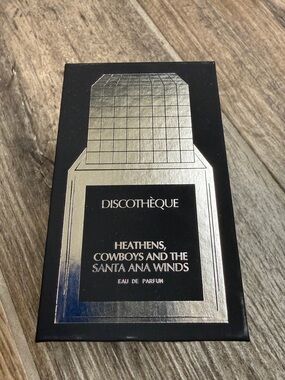 DISCOTHÈQUE
HEATHENS,
COWBOYS AND THE
SANTA ANA WINDS
EAU DE PARFUM